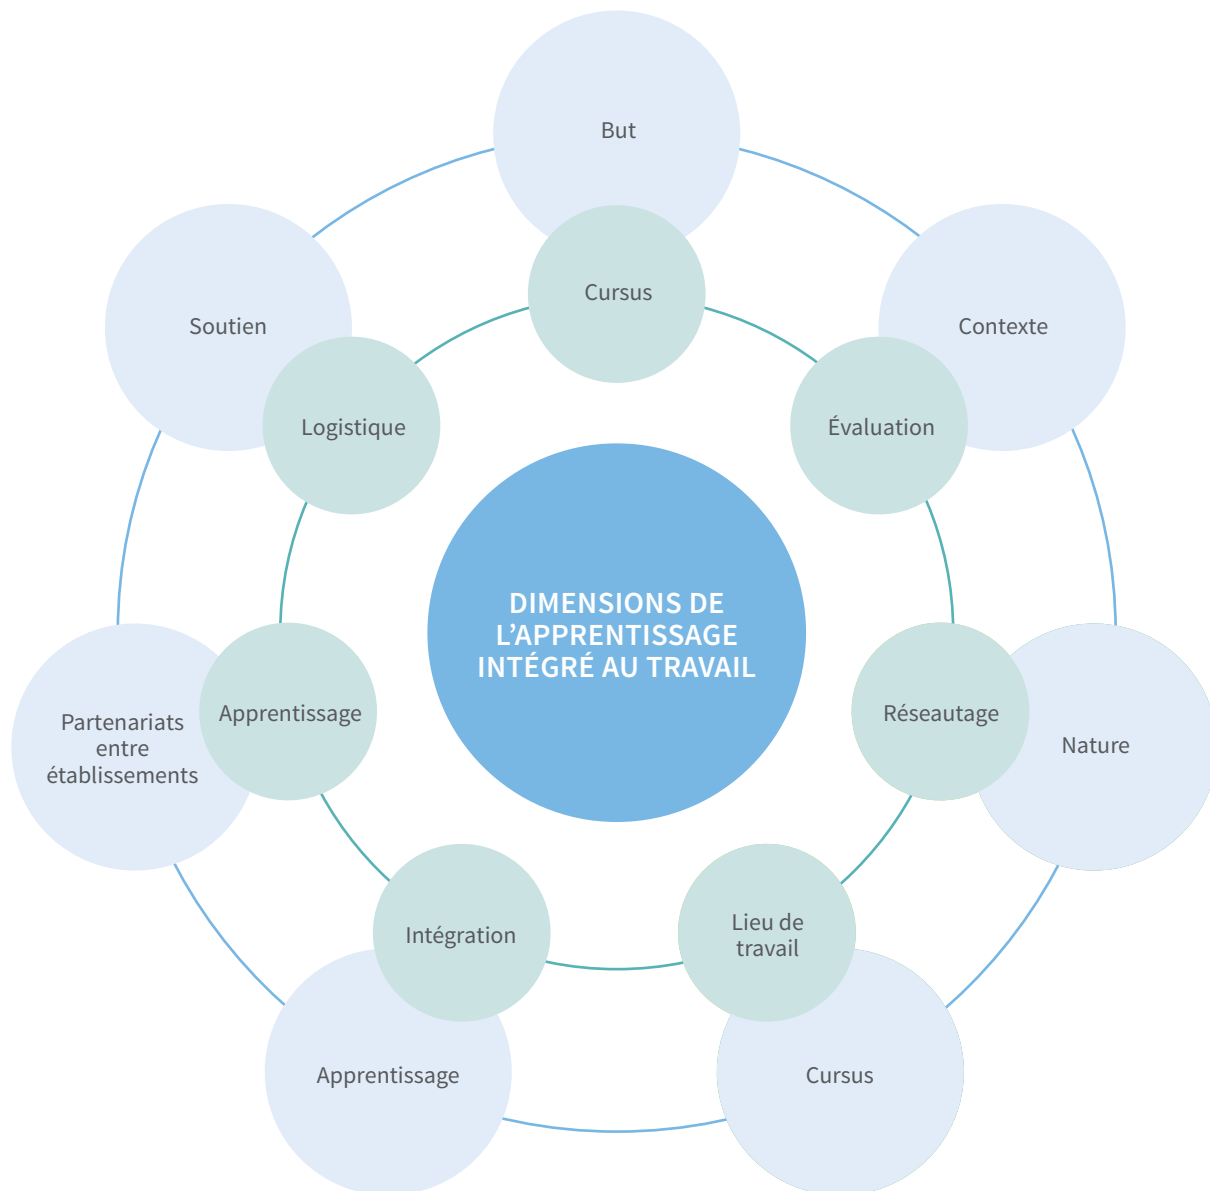 But
Cursus
Soutien
Contexte
Logistique
Évaluation
DIMENSIONS DE
L’APPRENTISSAGE
INTÉGRÉ AU TRAVAIL
Partenariats
entre
établissements
Apprentissage
Réseautage
Nature
Intégration
Lieu de
travail
Apprentissage
Cursus